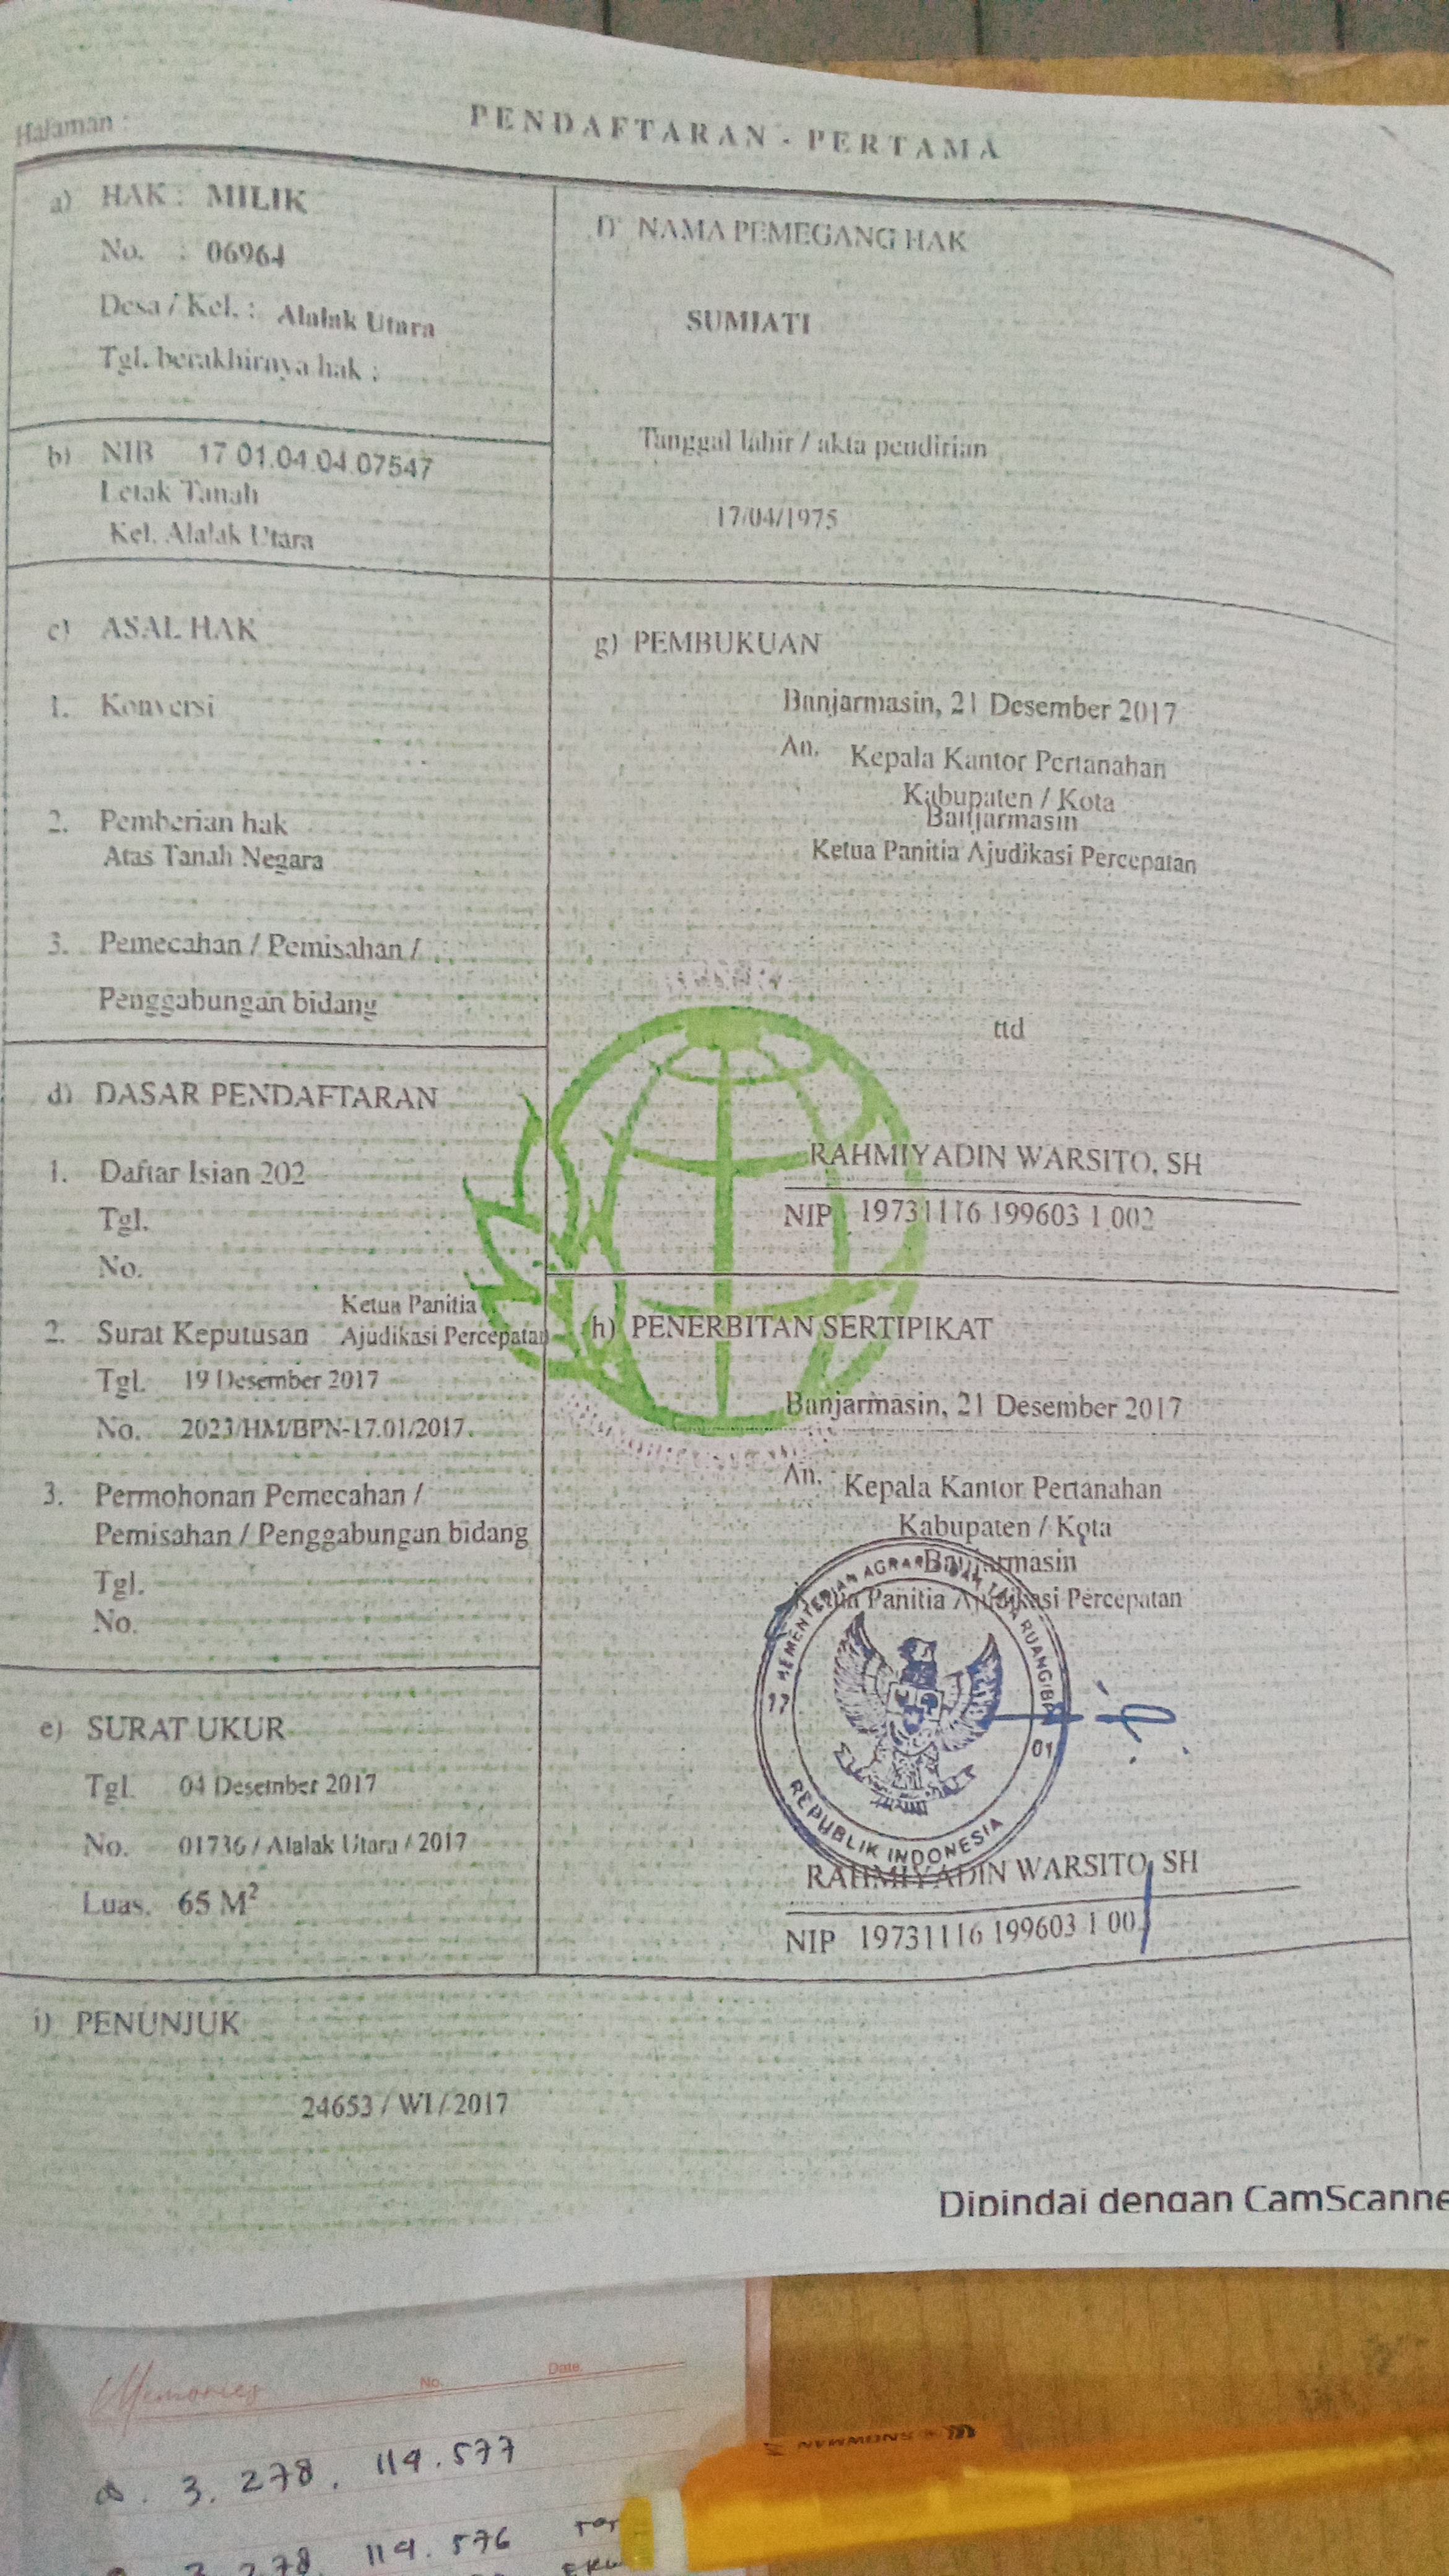 Halaman :
PENDAFTARAN - PERTAMA
a) HAK : MILIK
No. : 06964
Desa / Kel. : Alalak Utara
Tgl. berakhirnya hak :
b) NIB 17.01.04.04.07547
Letak Tanah
Kel. Alalak Utara
c) ASAL HAK
1. Konversi
2. Pemberian hak
Atas Tanah Negara
3. Pemecahan / Pemisahan /
Penggabungan bidang
d) DASAR PENDAFTARAN
1. Daftar Isian 202
Tgl.
No.
Ketua Panitia
2. Surat Keputusan Ajudikasi Percepatan
Tgl. 19 Desember 2017
No. 2023/HM/BPN-17.01/2017
3. Permohonan Pemecahan /
Pemisahan / Penggabungan bidang
Tgl.
No.
e) SURAT UKUR
Tgl. 04 Desember 2017
No. 01736 / Alalak Utara / 2017
Luas. 65 M²
f) NAMA PEMEGANG HAK
SUMIATI
Tanggal lahir / akta pendirian
17/04/1975
g) PEMBUKUAN
Banjarmasin, 21 Desember 2017
An. Kepala Kantor Pertanahan
Kabupaten / Kota
Banjarmasin
Ketua Panitia Ajudikasi Percepatan
ttd
RAHMIYADIN WARSITO, SH
NIP 19731116 199603 1 002
h) PENERBITAN SERTIPIKAT
Banjarmasin, 21 Desember 2017
An. Kepala Kantor Pertanahan
Kabupaten / Kota
Banjarmasin
Panitia Ajudikasi Percepatan
KEMENTERIAN AGRARIA DAN TATA RUANG/BPN
17 01
REPUBLIK INDONESIA
RAHMIYADIN WARSITO, SH
NIP 19731116 199603 1 00
i) PENUNJUK
24653 / WI / 2017
Dipindai dengan CamScanne
Memories No. Date.
3. 278, 114.577
3. 278, 114.576
SNOWMAN